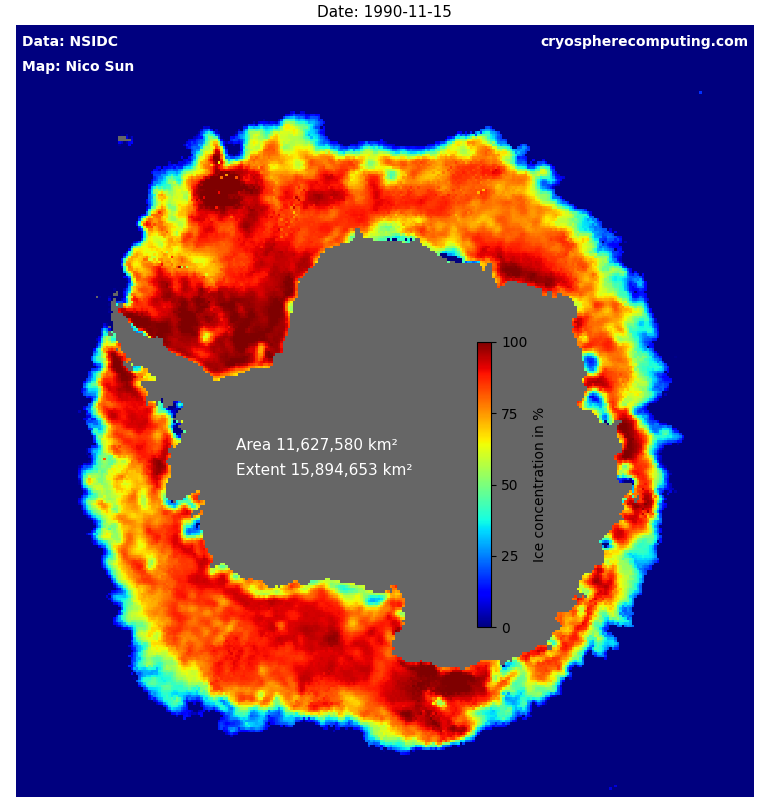 Date: 1990-11-15
Data: NSIDC
cryospherecomputing.com
Map: Nico Sun
100
75
50
25
0
Ice concentration in %
Area 11,627,580 km²
Extent 15,894,653 km²